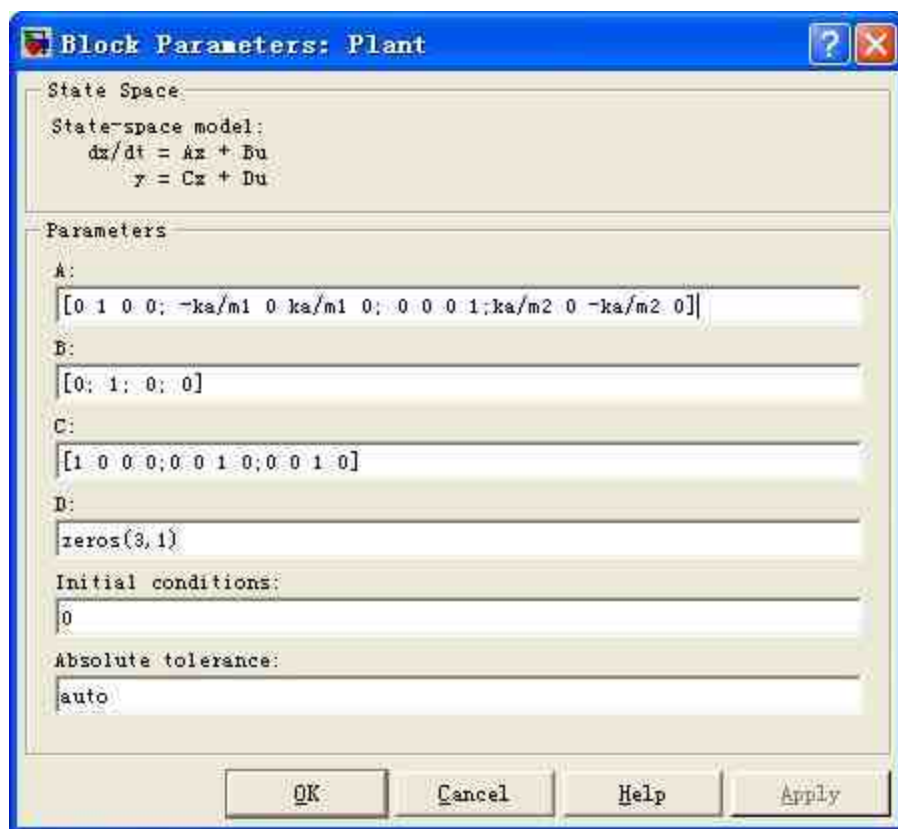 Block Parameters: Plant
State Space
State-space model:
dx/dt = Ax + Bu
y = Cx + Du
Parameters
A:
[0 1 0 0; -ka/m1 0 ka/m1 0; 0 0 0 1;ka/m2 0 -ka/m2 0]
B:
[0; 1; 0; 0]
C:
[1 0 0 0;0 0 1 0;0 0 1 0]
D:
zeros(3,1)
Initial conditions:
0
Absolute tolerance:
auto
OK Cancel Help Apply